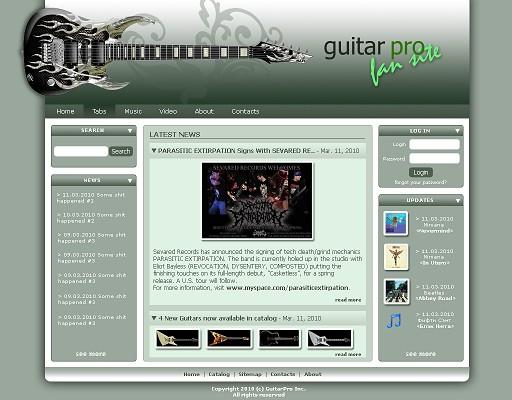 guitar pro
fan site
Home Tabs Music Video About Contacts
SEARCH
Search
NEWS
> 11.03.2010 Some shit
happened #1
> 10.03.2010 Some shit
happened #2
> 09.03.2010 Some shit
happened #3
> 09.03.2010 Some shit
happened #3
> 09.03.2010 Some shit
happened #3
> 09.03.2010 Some shit
happened #3
see more
LATEST NEWS
PARASITIC EXTIRPATION Signs With SEVARED RE... - Mar. 11, 2010
SEVARED RECORDS WELCOMES
Sevared Records has announced the signing of tech death/grind mechanics
PARASITIC EXTIRPATION. The band is currently holed up in the studio with
Eliot Bayless (REVOCATION, DYSENTERY, COMPOSTED) putting the
finishing touches on its full-length debut, "Casketless", for a spring
release. A U.S. tour will follow.
For more information, visit www.myspace.com/parasiticextirpation.
read more
4 New Guitars now available in catalog - Mar. 11, 2010
read more
LOG IN
Login
Password
Login
forgot your password?
UPDATES
> 11.03.2010
Nirvana
«Nevermind»
> 11.03.2010
Nirvana
«In Utero»
> 11.03.2010
Beatles
«Abbey Road»
> 11.03.2010
Фифти Сэнт
«Блэк Нигга»
see more
Home | Catalog | Sitemap | Contacts | About
Copyright 2010 (c) GuitarPro Inc.
All rights reserved